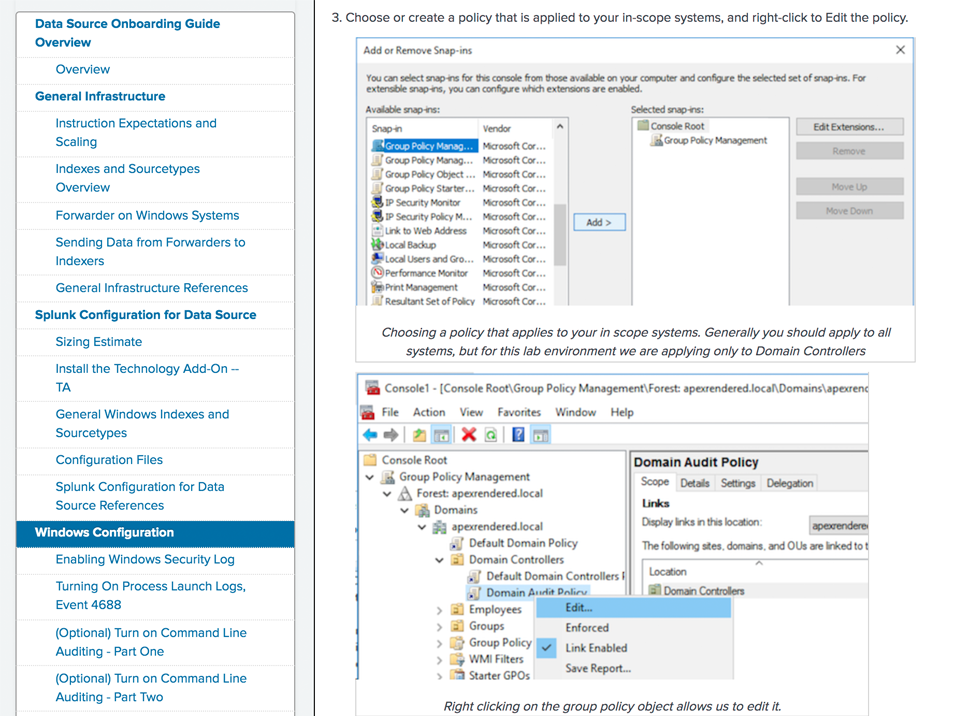 Data Source Onboarding Guide
Overview
Overview
General Infrastructure
Instruction Expectations and
Scaling
Indexes and Sourcetypes
Overview
Forwarder on Windows Systems
Sending Data from Forwarders to
Indexers
General Infrastructure References
Splunk Configuration for Data Source
Sizing Estimate
Install the Technology Add-On --
TA
General Windows Indexes and
Sourcetypes
Configuration Files
Splunk Configuration for Data
Source References
Windows Configuration
Enabling Windows Security Log
Turning On Process Launch Logs,
Event 4688
(Optional) Turn on Command Line
Auditing - Part One
(Optional) Turn on Command Line
Auditing - Part Two
3. Choose or create a policy that is applied to your in-scope systems, and right-click to Edit the policy.
Add or Remove Snap-ins
You can select snap-ins for this console from those available on your computer and configure the selected set of snap-ins. For
extensible snap-ins, you can configure which extensions are enabled.
Available snap-ins:
Snap-in Vendor
Group Policy Manag... Microsoft Cor...
Group Policy Manag... Microsoft Cor...
Group Policy Object ... Microsoft Cor...
Group Policy Starter... Microsoft Cor...
IP Security Monitor Microsoft Cor...
IP Security Policy M... Microsoft Cor...
Link to Web Address Microsoft Cor...
Local Backup Microsoft Cor...
Local Users and Gro... Microsoft Cor...
Performance Monitor Microsoft Cor...
Print Management Microsoft Cor...
Resultant Set of Policy Microsoft Cor...
Add >
Selected snap-ins:
Console Root
Group Policy Management
Edit Extensions...
Remove
Move Up
Move Down
Choosing a policy that applies to your in scope systems. Generally you should apply to all
systems, but for this lab environment we are applying only to Domain Controllers
Console1 - [Console Root\Group Policy Management\Forest: apexrendered.local\Domains\apexrenc
File Action View Favorites Window Help
Console Root
Group Policy Management
Forest: apexrendered.local
Domains
apexrendered.local
Default Domain Policy
Domain Controllers
Default Domain Controllers P
Domain Audit Policy
Employees
Groups
Group Policy
WMI Filters
Starter GPOs
Edit...
Enforced
Link Enabled
Save Report...
Domain Audit Policy
Scope Details Settings Delegation
Links
Display links in this location: apexrendere
The following sites, domains, and OUs are linked to t
Location
Domain Controllers
Right clicking on the group policy object allows us to edit it.